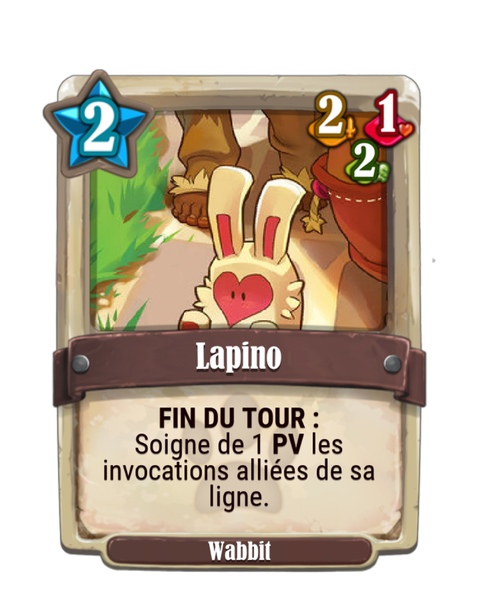 2
2 1
2
Lapino
FIN DU TOUR :
Soigne de 1 PV les
invocations alliées de sa
ligne.
Wabbit